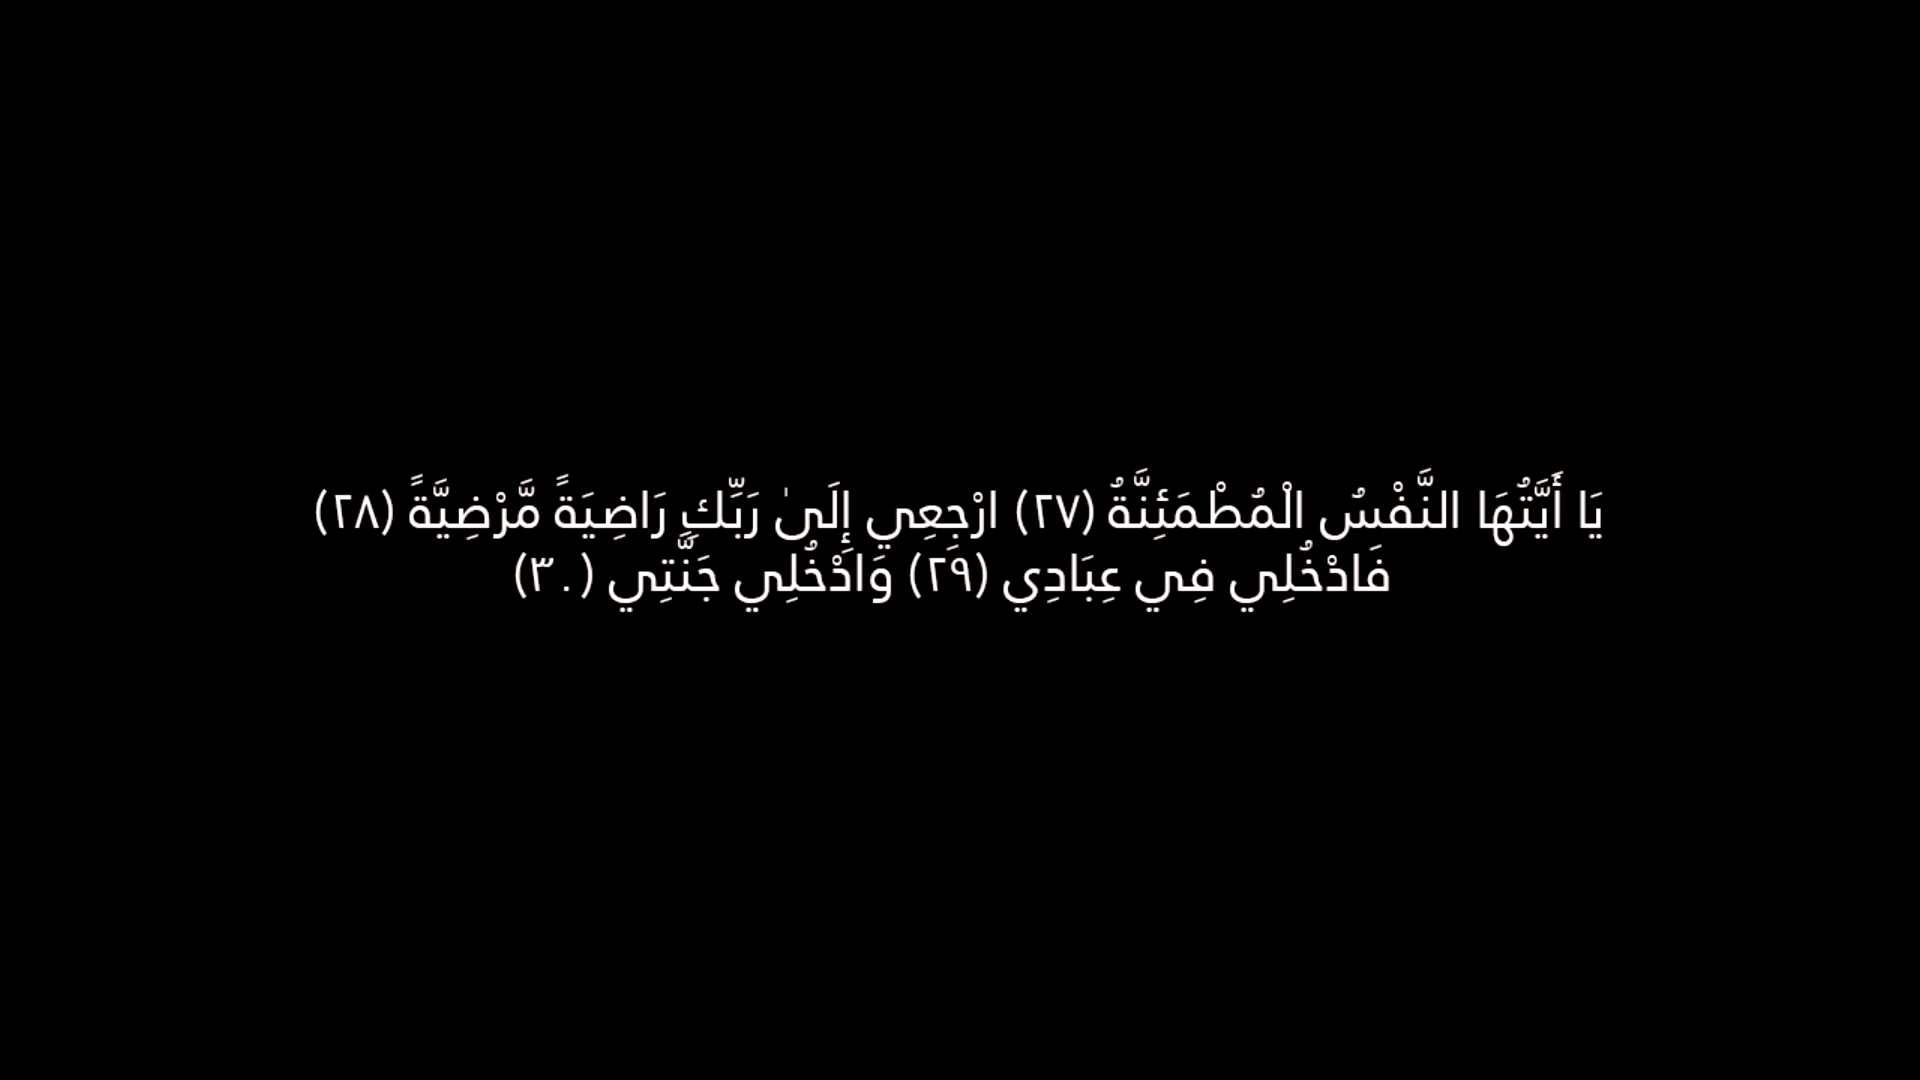 يَا أَيَّتُهَا النَّفْسُ الْمُطْمَئِنَّةُ (٢٧) ارْجِعِي إِلَىٰ رَبِّكِ رَاضِيَةً مَّرْضِيَّةً (٢٨)
فَادْخُلِي فِي عِبَادِي (٢٩) وَادْخُلِي جَنَّتِي (٣٠)